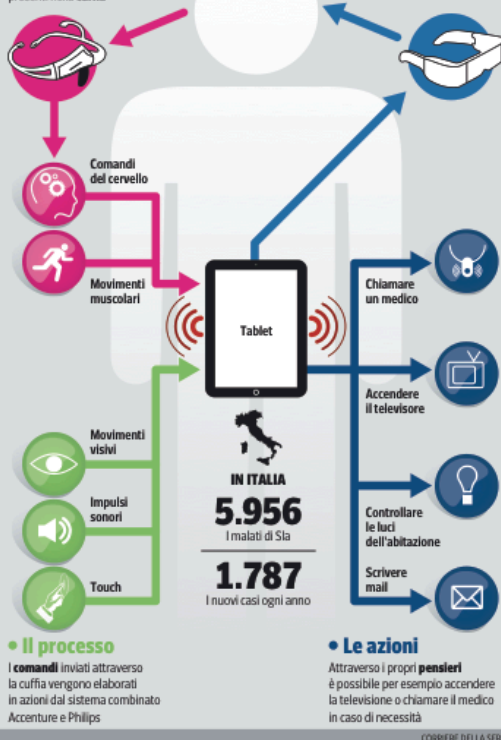 Comandi
del cervello
Movimenti
muscolari
Tablet
Chiamare
un medico
Accendere
il televisore
Movimenti
visivi
Impulsi
sonori
Touch
IN ITALIA
5.956
I malati di Sla
1.787
I nuovi casi ogni anno
Controllare
le luci
dell'abitazione
Scrivere
mail
• Il processo
I comandi inviati attraverso
la cuffia vengono elaborati
in azioni dal sistema combinato
Accenture e Philips
• Le azioni
Attraverso i propri pensieri
è possibile per esempio accendere
la televisione o chiamare il medico
in caso di necessità
CORRIERE DELLA SER